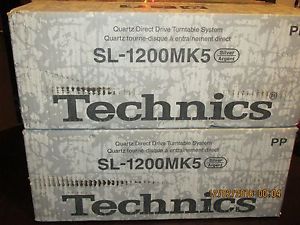 Quartz Direct Drive Turntable System
Quartz tourne-disque à entraînement direct
SL-1200MK5 Silver Argent
Technics
Quartz Direct Drive Turntable System
Quartz tourne-disque à entraînement direct
PP
SL-1200MK5 Silver Argent
Technics